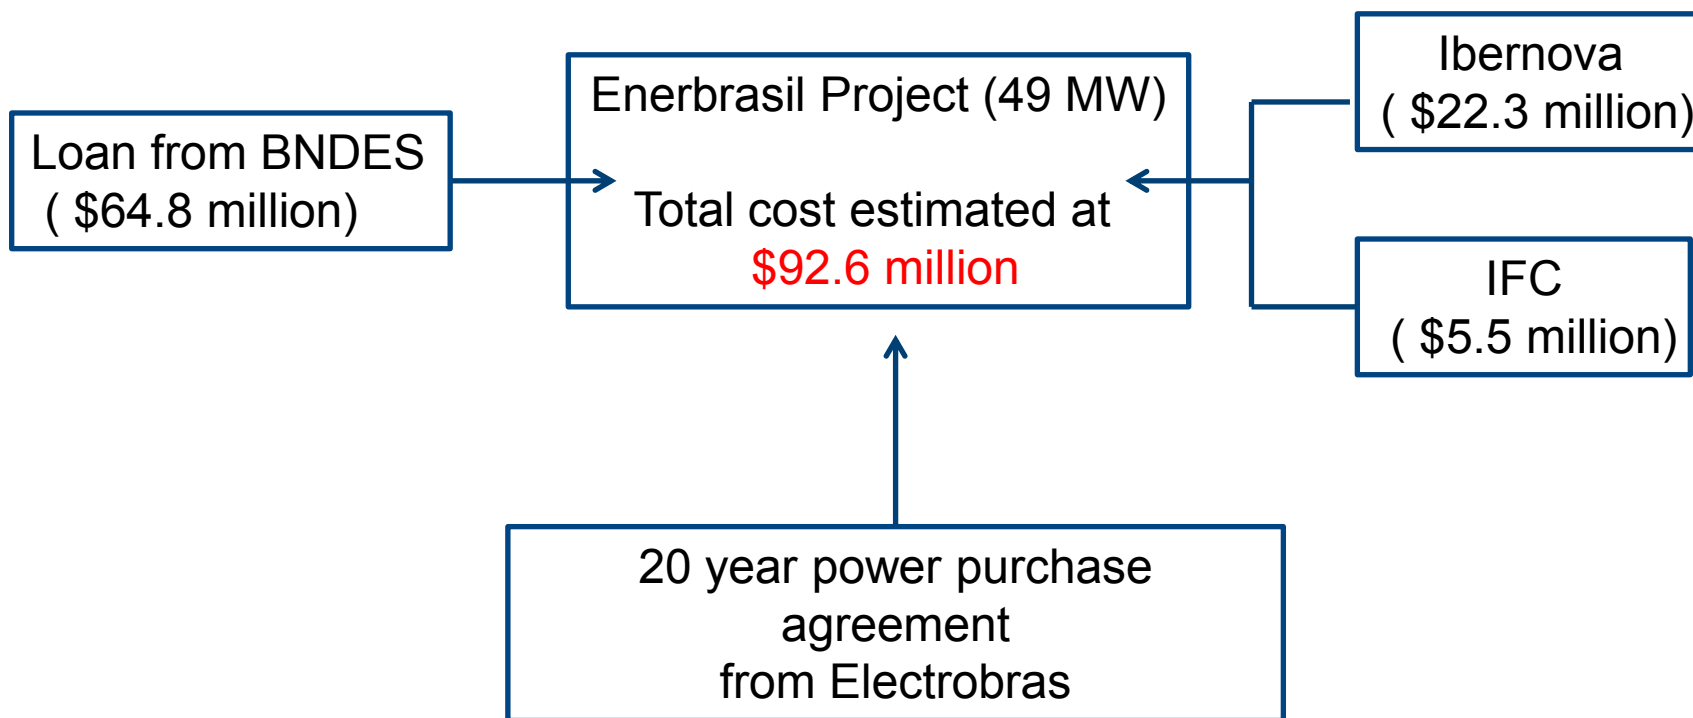 Loan from BNDES
( $64.8 million)
Enerbrasil Project (49 MW)
Total cost estimated at
$92.6 million
Ibernova
( $22.3 million)
IFC
( $5.5 million)
20 year power purchase
agreement
from Electrobras